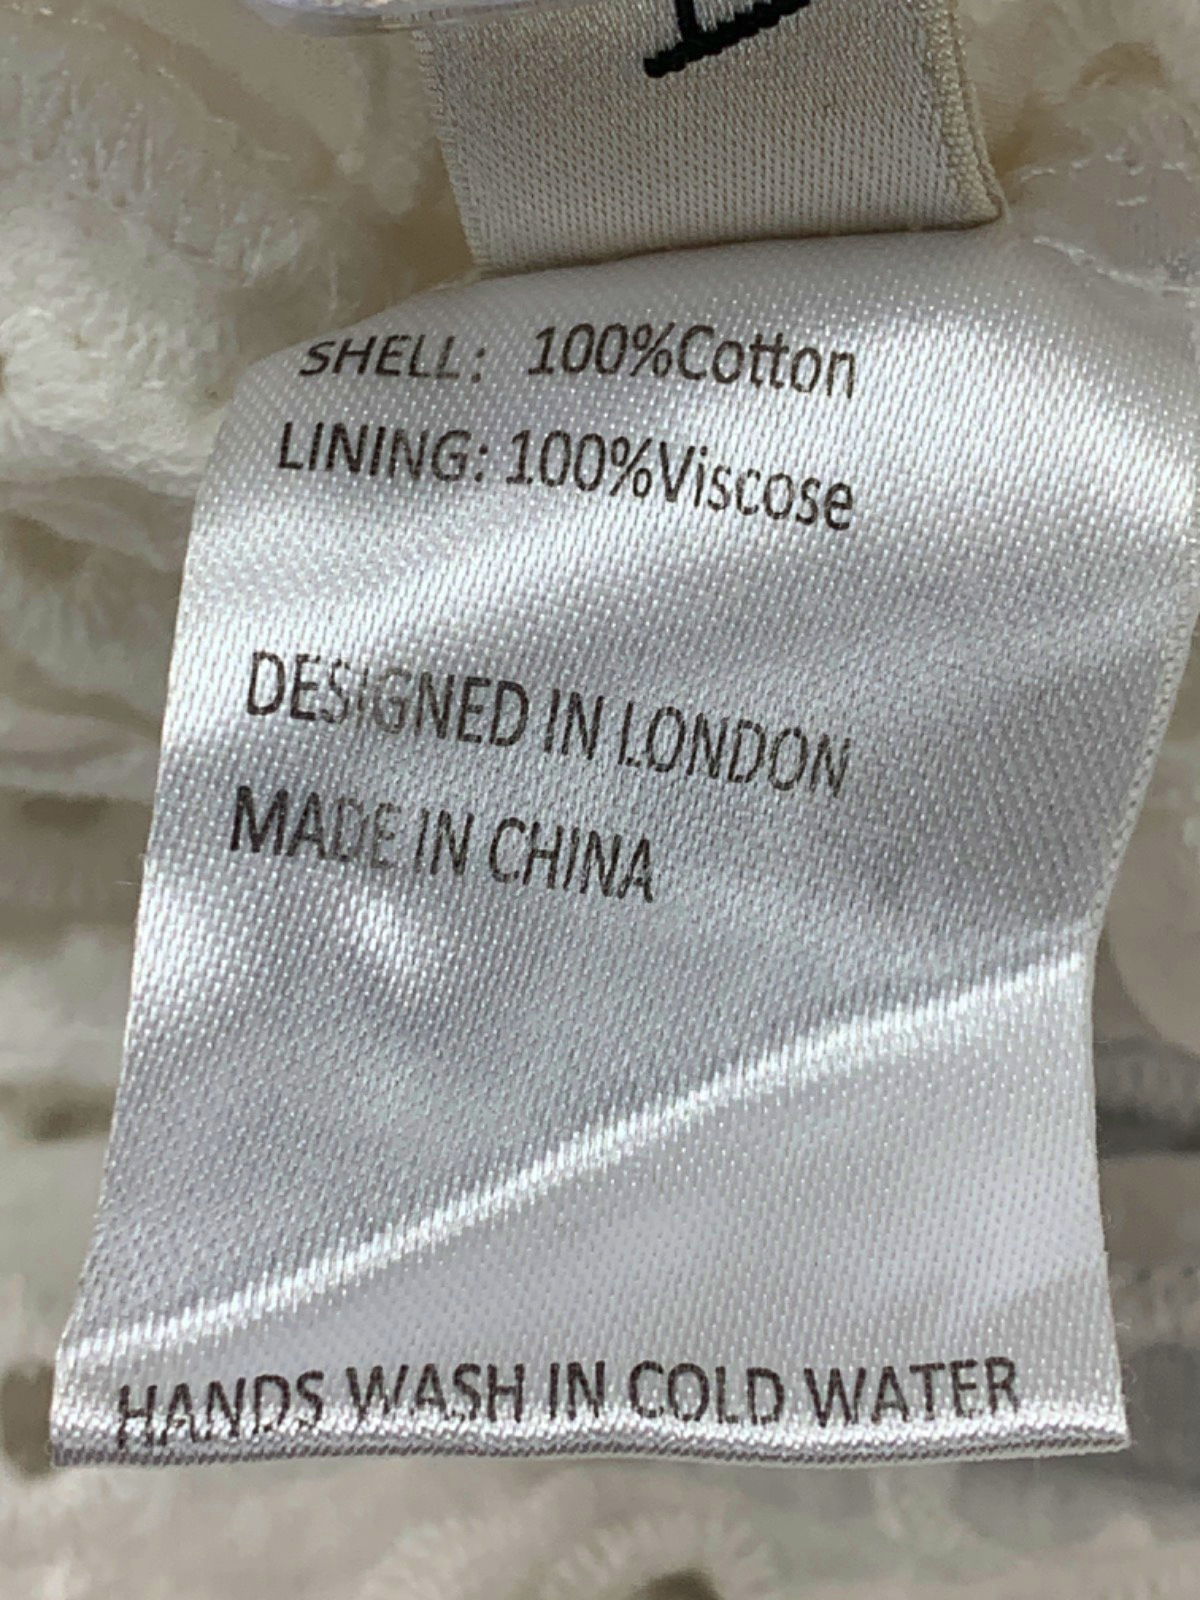 SHELL: 100%Cotton
LINING: 100%Viscose
DESIGNED IN LONDON
MADE IN CHINA
HANDS WASH IN COLD WATER